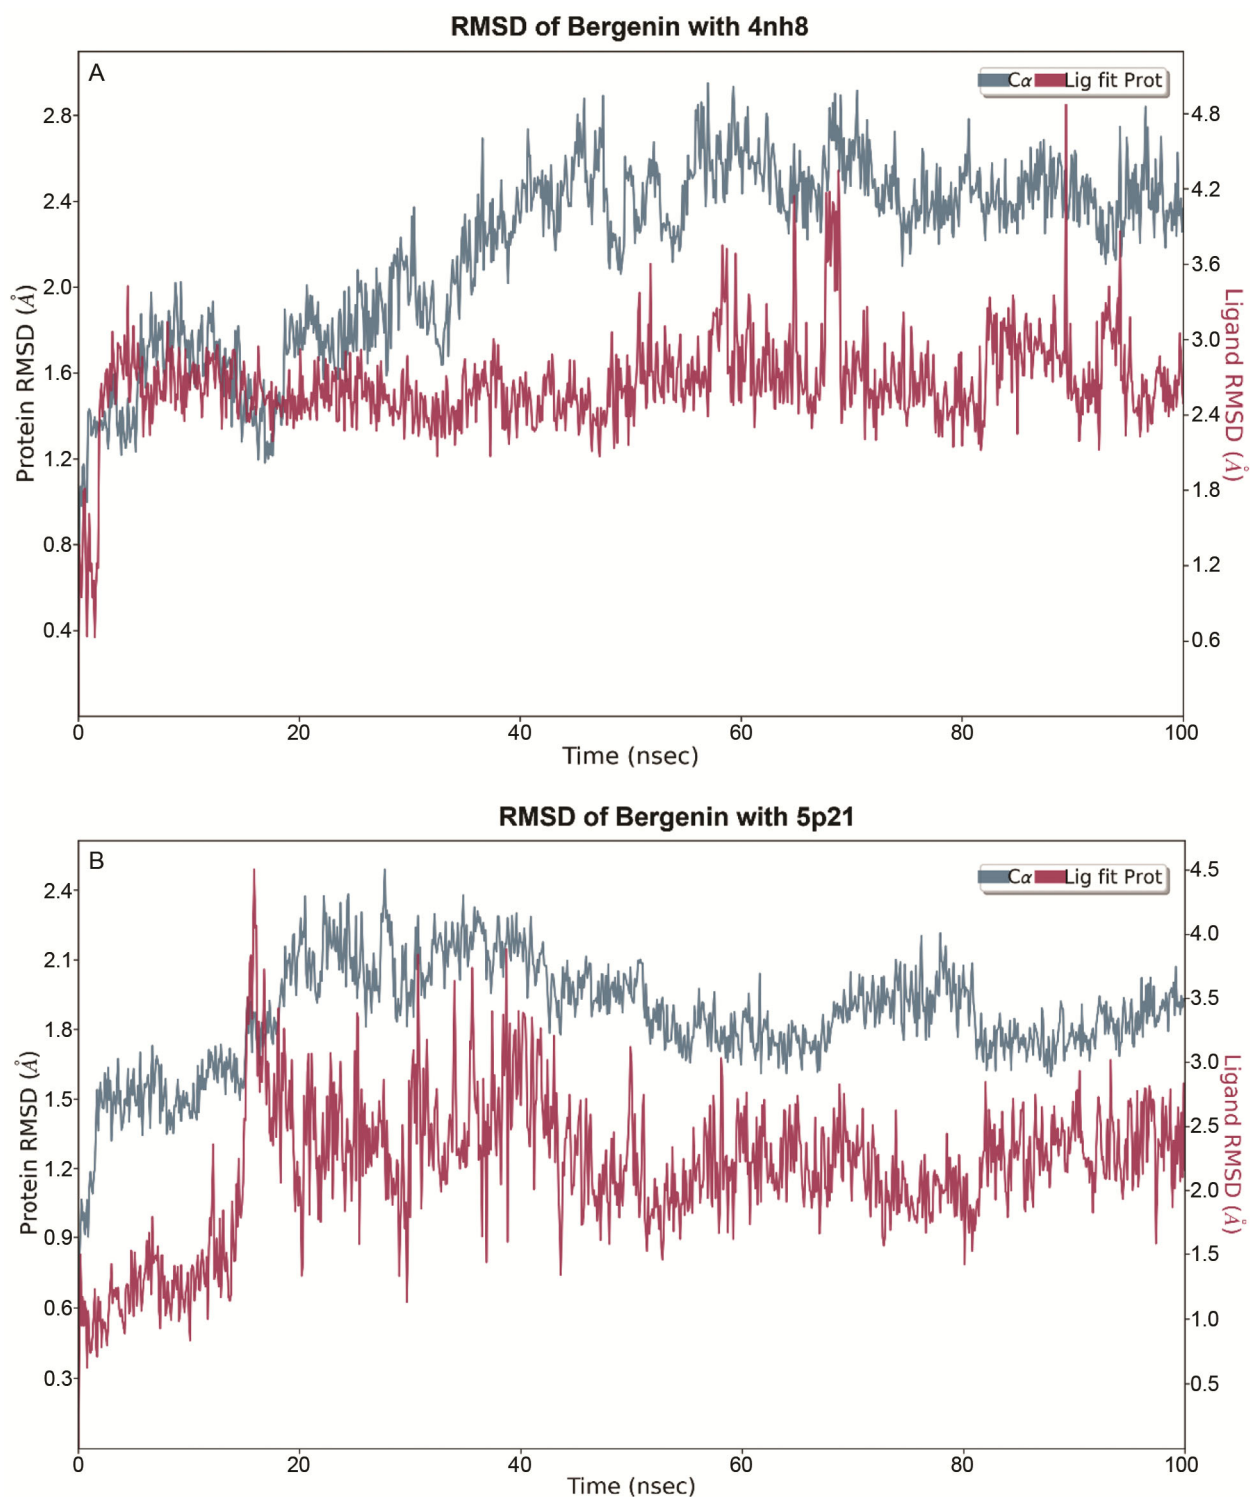 RMSD of Bergenin with 4nh8
A
Cα Lig fit Prot
2.8
2.4
2.0
1.6
1.2
0.8
0.4
Protein RMSD (Å)
4.8
4.2
3.6
3.0
2.4
1.8
1.2
0.6
Ligand RMSD (Å)
0 20 40 60 80 100
Time (nsec)
RMSD of Bergenin with 5p21
B
Cα Lig fit Prot
2.4
2.1
1.8
1.5
1.2
0.9
0.6
0.3
Protein RMSD (Å)
4.5
4.0
3.5
3.0
2.5
2.0
1.5
1.0
0.5
Ligand RMSD (Å)
0 20 40 60 80 100
Time (nsec)